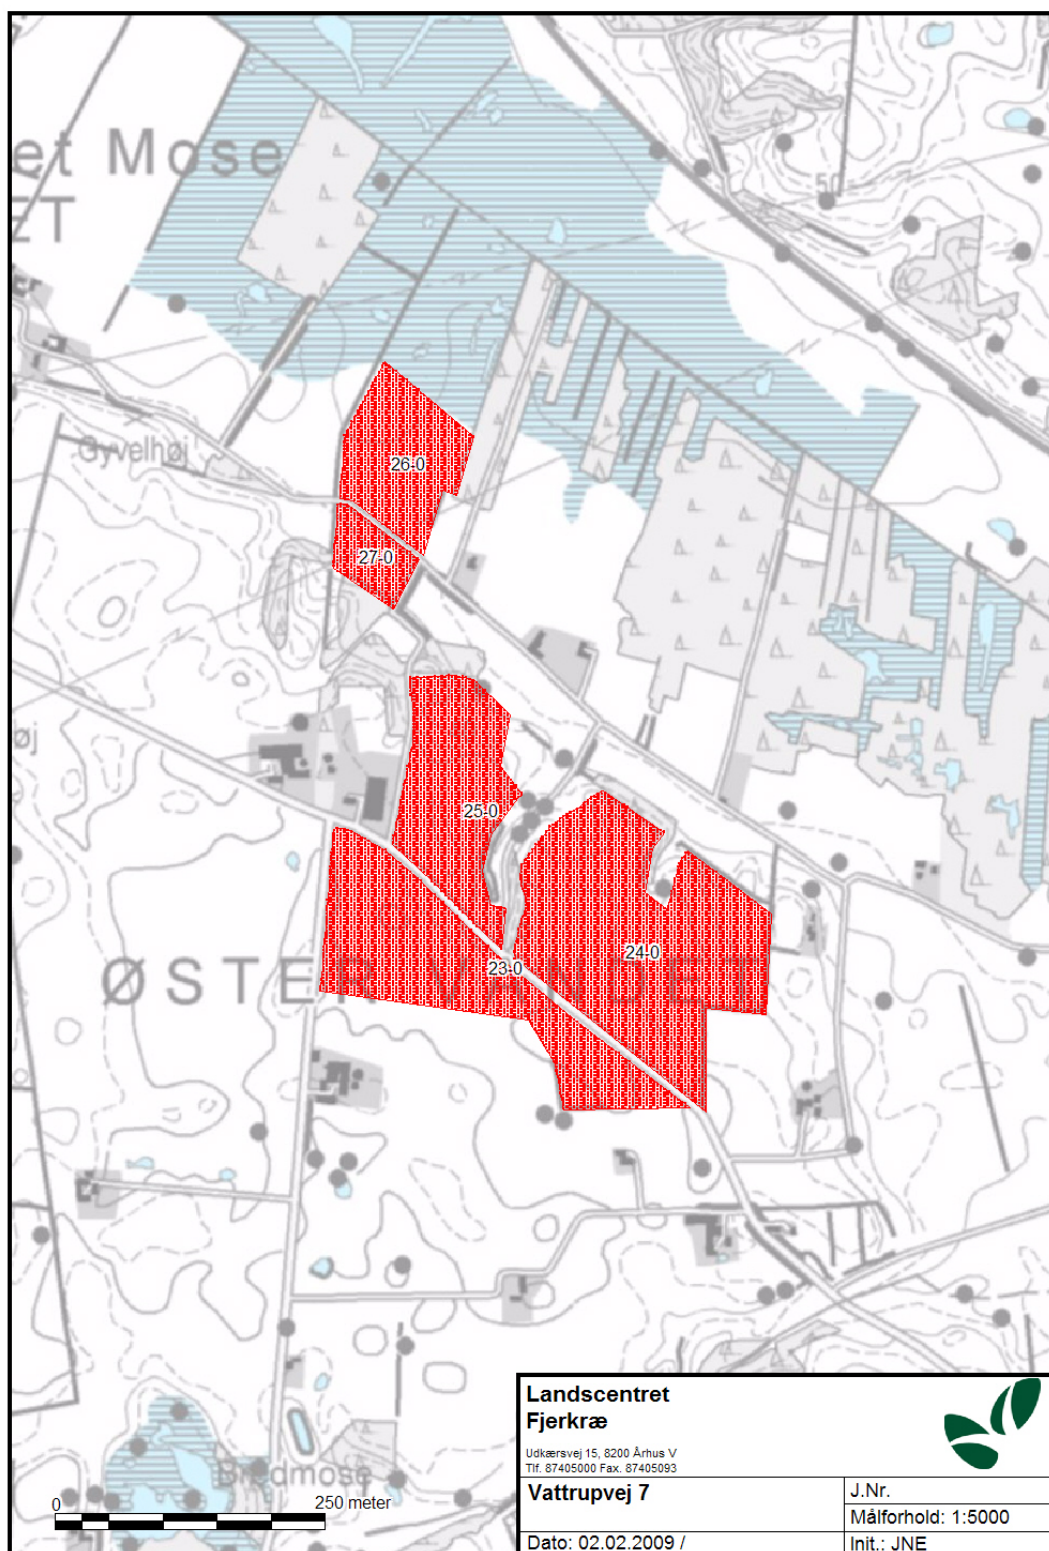 et Mose
ET
Gyvelhøj
26-0
27-0
øj
25-0
24-0
23-0
ØSTER VANDET
Landscentret
Fjerkræ
Udkærsvej 15, 8200 Århus V
Tlf. 87405000 Fax. 87405093
Vattrupvej 7
J.Nr.
Målforhold: 1:5000
Dato: 02.02.2009 /
Init.: JNE
0
250 meter